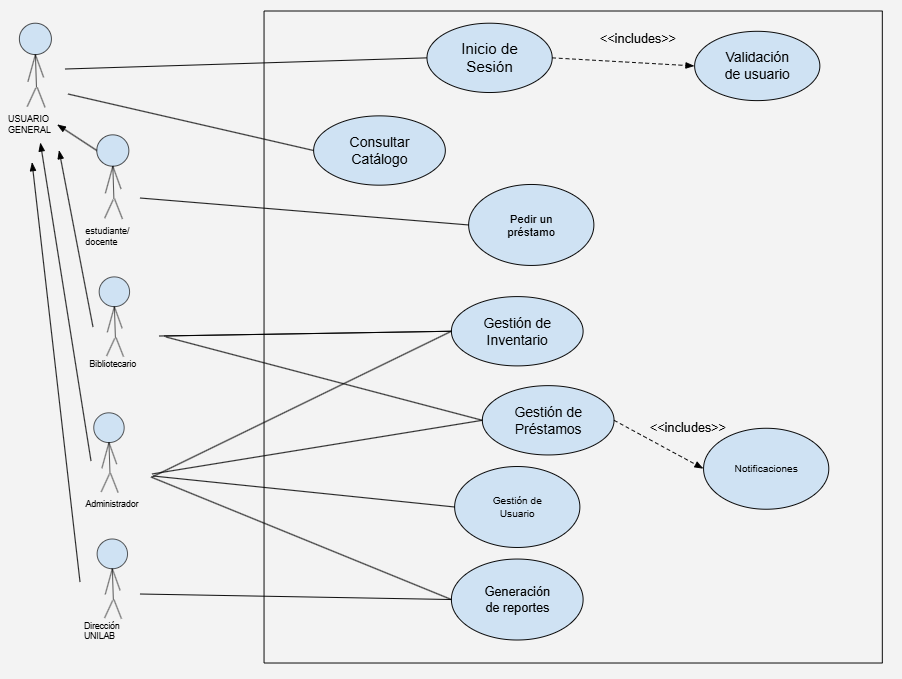 Inicio de
Sesión
<<includes>>
Validación
de usuario
USUARIO
GENERAL
Consultar
Catálogo
estudiante/
docente
Pedir un
préstamo
Gestión de
Inventario
Bibliotecario
Gestión de
Préstamos
<<includes>>
Notificaciones
Administrador
Gestión de
Usuario
Generación
de reportes
Dirección
UNILAB